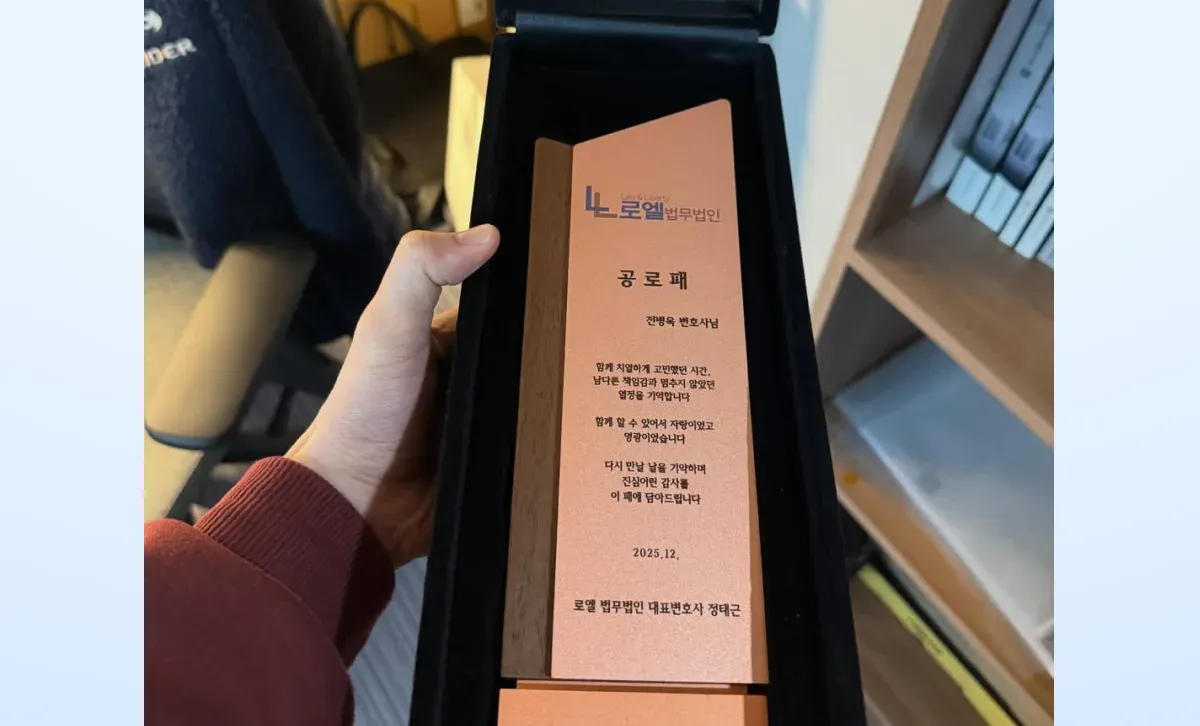 Law & Liberty
로엘법무법인
공로패
전병욱 변호사님
함께 치열하게 고민했던 시간,
남다른 책임감과 멈추지 않았던
열정을 기억합니다
함께 할 수 있어서 자랑이었고
영광이었습니다
다시 만날 날을 기약하며
진심어린 감사를
이 패에 담아드립니다
2025.12.
로엘 법무법인 대표변호사 정태근